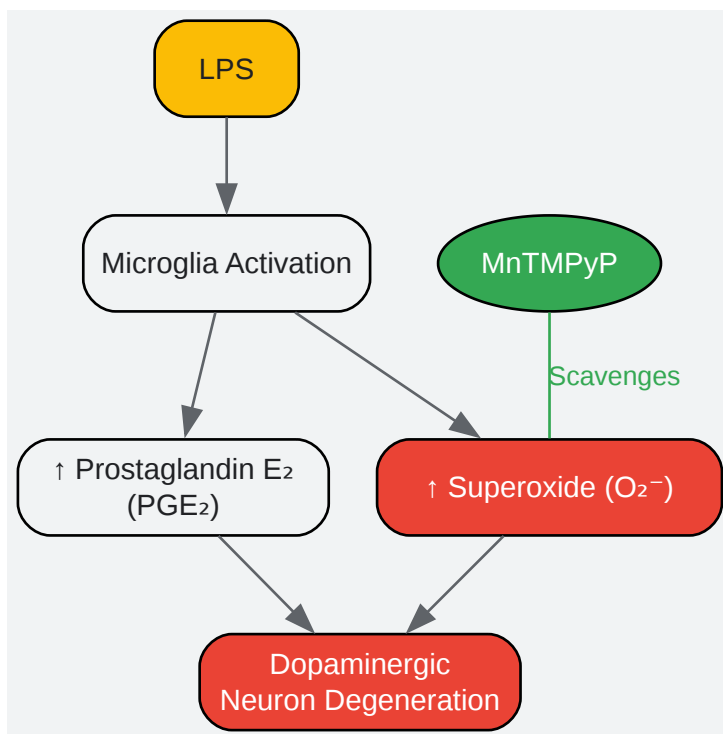 LPS
Microglia Activation
MnTMPyP
Scavenges
↑ Prostaglandin E₂
(PGE₂)
↑ Superoxide (O₂⁻)
Dopaminergic
Neuron Degeneration